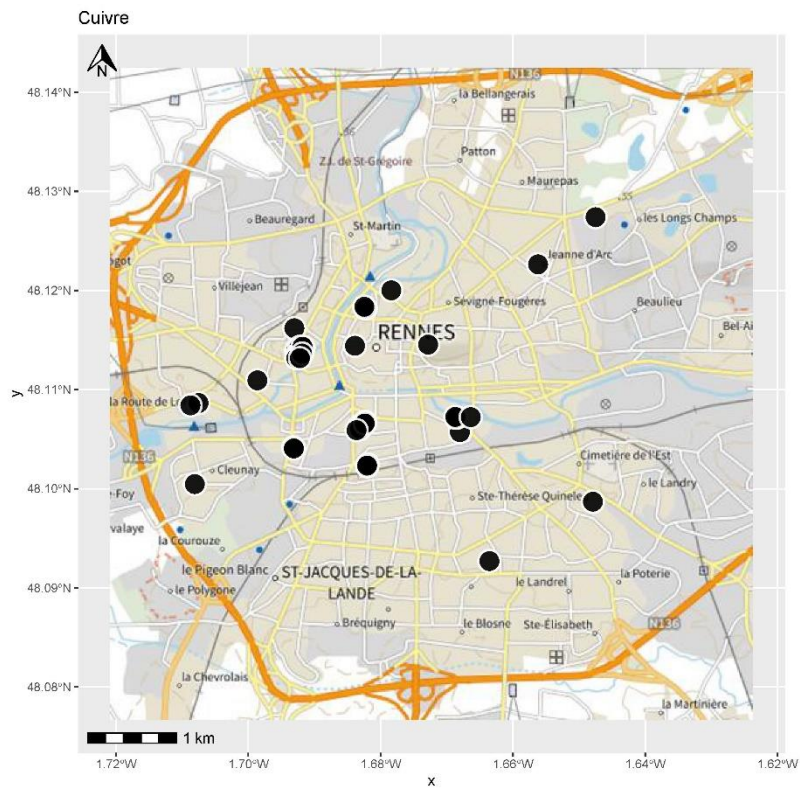 Cuivre
N
N136
48.14°N
la Bellangerais
.36
Z.I. de St-Grégoire
Patton
48.13°N
Maurepas
.35
Beauregard
St-Martin
les Longs Champs
Jeanne d'Arc
Villejean
48.12°N
Sévigné-Fougères
Beaulieu
RENNES
48.11°N
la Route de
N136
Cleunay
Cimetière de l'Est
48.10°N
-Foy
Ste-Thérèse
le Landry
valaye
la Courouze
le Pigeon Blanc
ST-JACQUES-DE-LA-
LANDE
48.09°N
le Polygone
le Landrel
la Poterie
Bréquigny
le Blosne
Ste-Élisabeth
N136
48.08°N
la Chevrolais
la Martinière
1 km
1.72°W 1.70°W 1.68°W 1.66°W 1.64°W 1.62°W
x
y